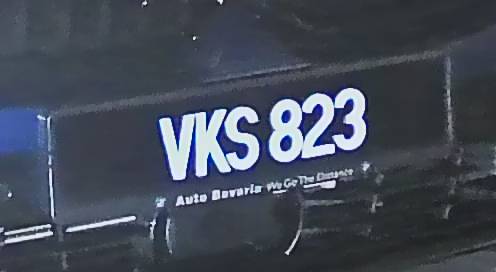 VKS 823
Auto Bavaria We Go The Distance